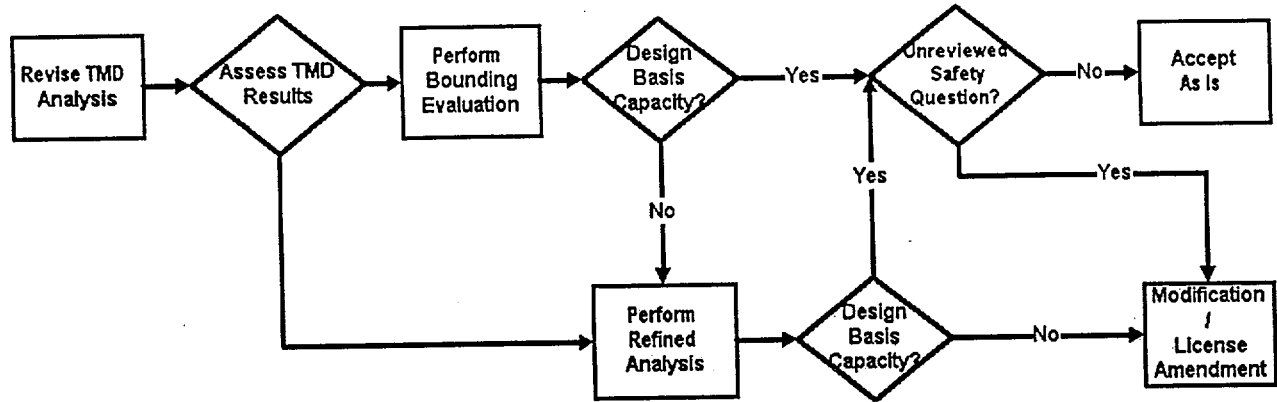 Revise TMD
Analysis
Assess TMD
Results
Perform
Bounding
Evaluation
Design
Basis
Capacity?
Yes
Unreviewed
Safety
Question?
No
Accept
As Is
No
Yes
Yes
Perform
Refined
Analysis
Design
Basis
Capacity?
No
Modification
/
License
Amendment